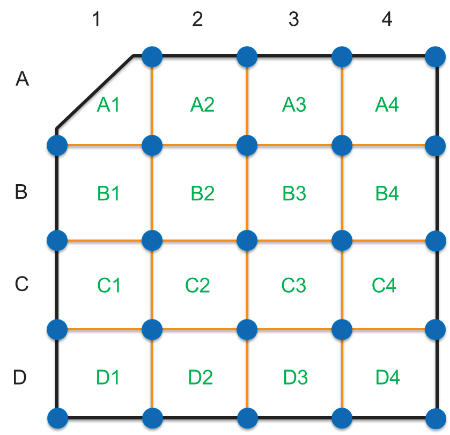 1 2 3 4
A A1 A2 A3 A4
B B1 B2 B3 B4
C C1 C2 C3 C4
D D1 D2 D3 D4